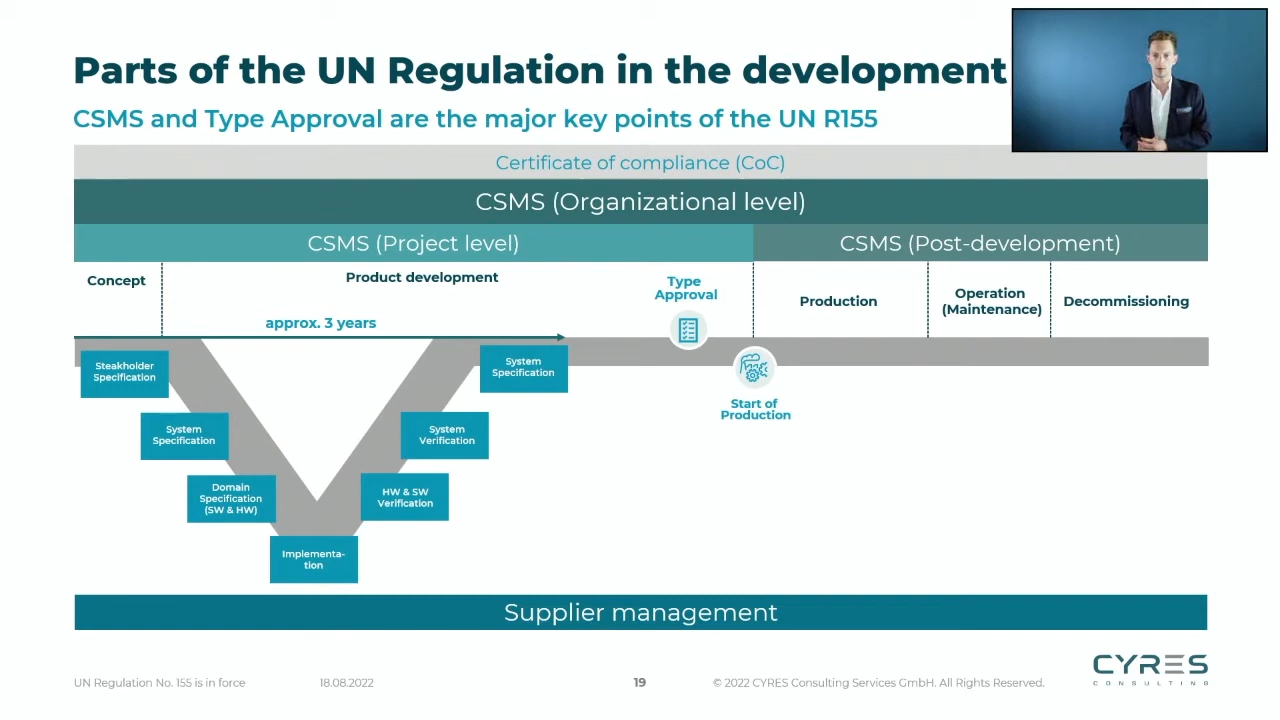 Parts of the UN Regulation in the development
CSMS and Type Approval are the major key points of the UN R155
Certificate of compliance (CoC)
CSMS (Organizational level)
CSMS (Project level)
CSMS (Post-development)
Concept
Product development
approx. 3 years
Type
Approval
Production
Operation
(Maintenance)
Decommissioning
Start of
Production
Steakholder
Specification
System
Specification
Domain
Specification
(SW & HW)
Implementa-
tion
HW & SW
Verification
System
Verification
System
Specification
Supplier management
UN Regulation No. 155 is in force
18.08.2022
19
© 2022 CYRES Consulting Services GmbH. All Rights Reserved.
CYRES
CONSULTING